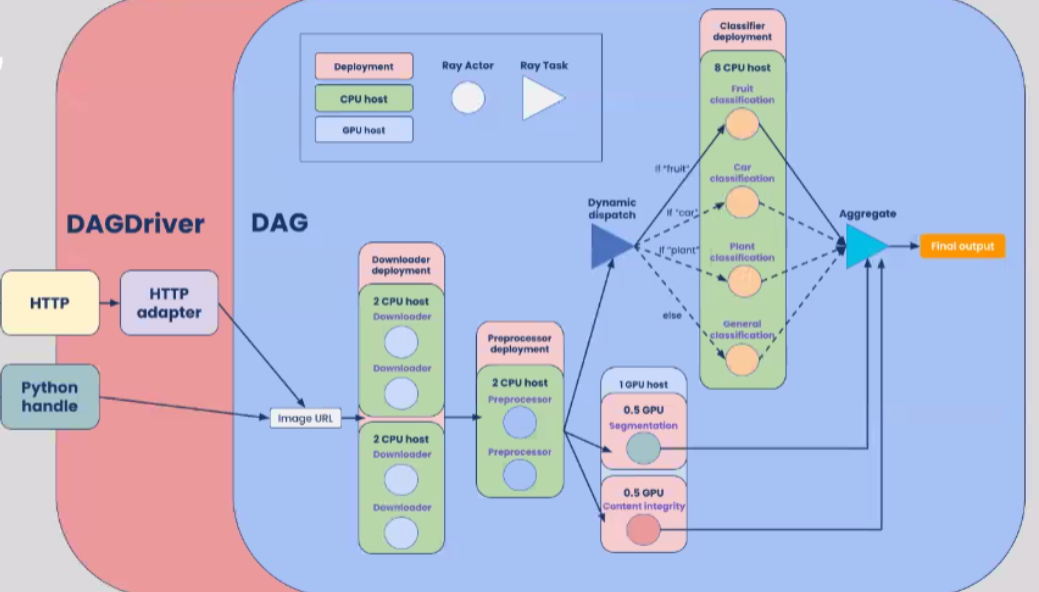 Deployment
CPU host
GPU host
Ray Actor
Ray Task
DAGDriver
DAG
HTTP
HTTP
adapter
Python
handle
Image URL
Downloader
deployment
2 CPU host
Downloader
Downloader
2 CPU host
Downloader
Downloader
Preprocessor
deployment
2 CPU host
Preprocessor
Preprocessor
Dynamic
dispatch
If "fruit"
If "car"
If "plant"
else
Classifier
deployment
8 CPU host
Fruit
classification
Car
classification
Plant
classification
General
classification
1 GPU host
0.5 GPU
Segmentation
0.5 GPU
Content integrity
Aggregate
Final output